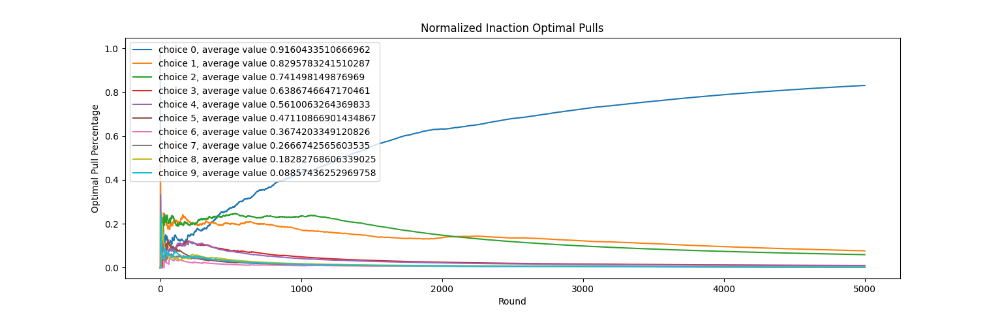 Normalized Inaction Optimal Pulls
choice 0, average value 0.9160433510666962
choice 1, average value 0.8295783241510287
choice 2, average value 0.741498149876969
choice 3, average value 0.6386746647170461
choice 4, average value 0.5610063264369833
choice 5, average value 0.47110866901434867
choice 6, average value 0.3674203349120826
choice 7, average value 0.2666742565603535
choice 8, average value 0.18282768606339025
choice 9, average value 0.08857436252969758
Optimal Pull Percentage
1.0
0.8
0.6
0.4
0.2
0.0
0 1000 2000 3000 4000 5000
Round